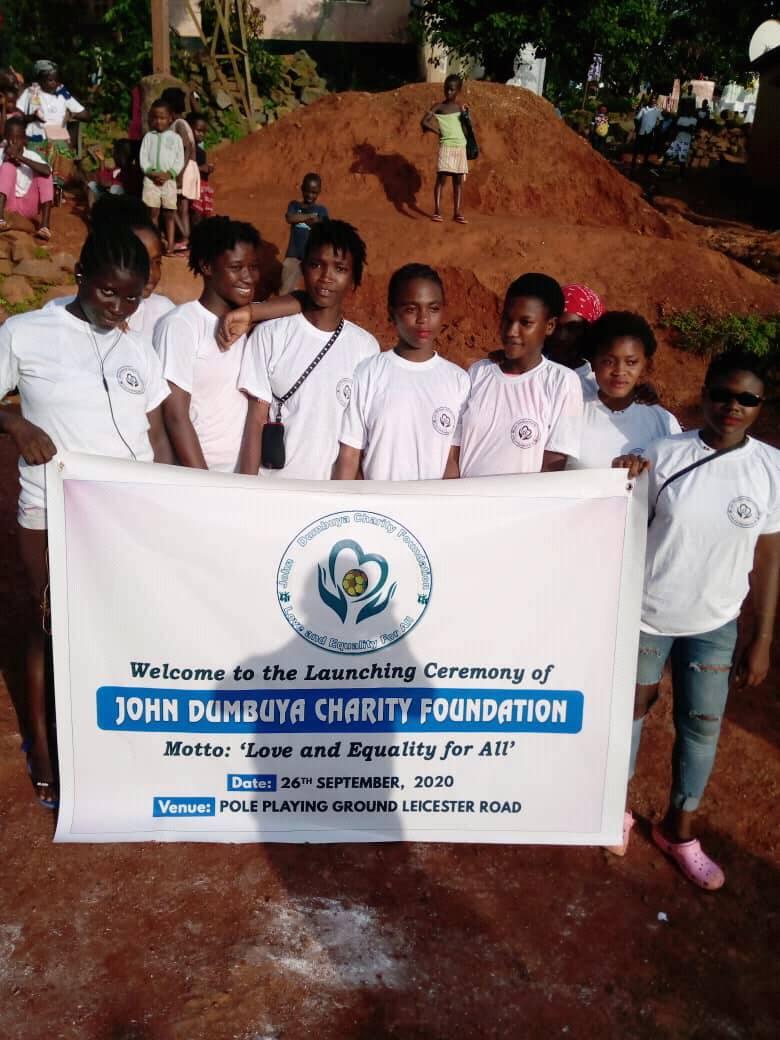 John Dumbuya Charity Foundation
Love and Equality For All
Welcome to the Launching Ceremony of
JOHN DUMBUYA CHARITY FOUNDATION
Motto: ‘Love and Equality for All’
Date: 26TH SEPTEMBER, 2020
Venue: POLE PLAYING GROUND LEICESTER ROAD